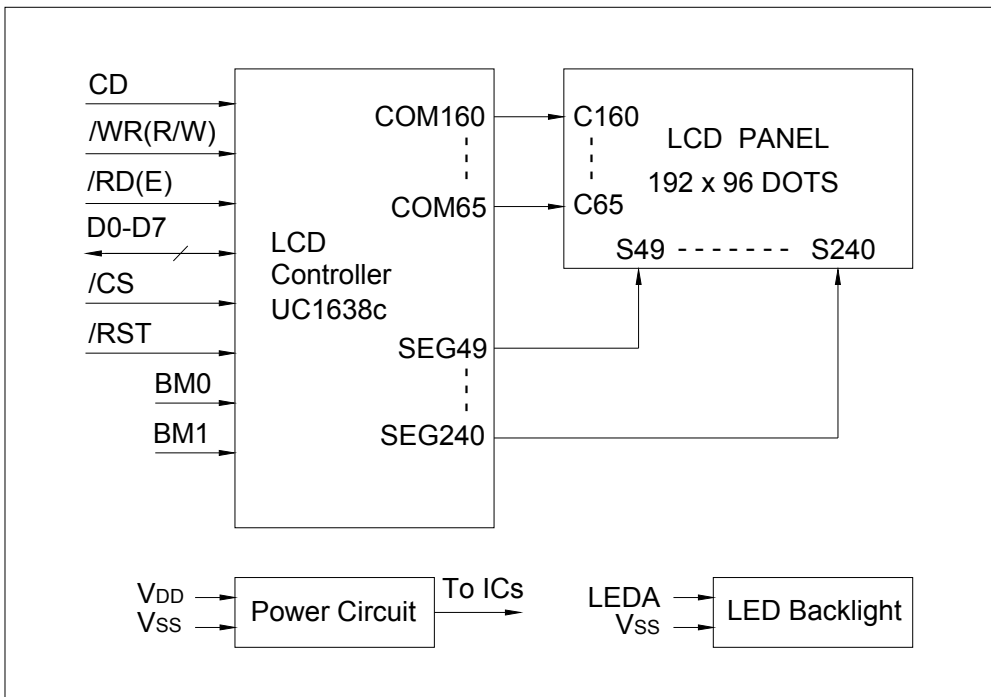 CD
/WR(R/W)
/RD(E)
D0-D7
/CS
/RST
BM0
BM1
LCD
Controller
UC1638c
COM160
COM65
SEG49
SEG240
C160
C65
LCD PANEL
192 x 96 DOTS
S49 - - - - - - - S240
VDD
VSS
Power Circuit
To ICs
LEDA
VSS
LED Backlight